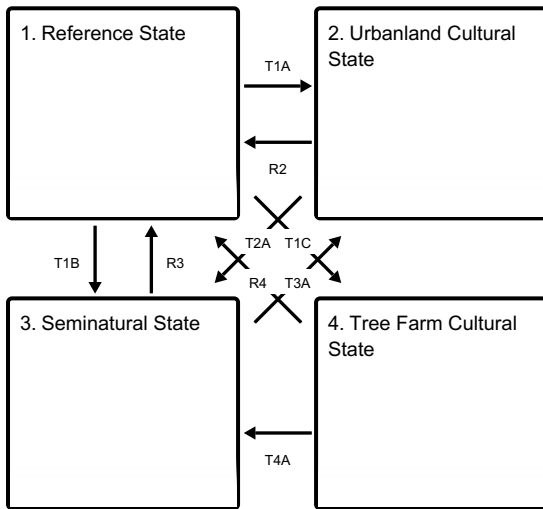 1. Reference State
2. Urbanland Cultural
State
T1A
R2
T2A
T1C
T1B
R3
R4
T3A
3. Seminatural State
4. Tree Farm Cultural
State
T4A